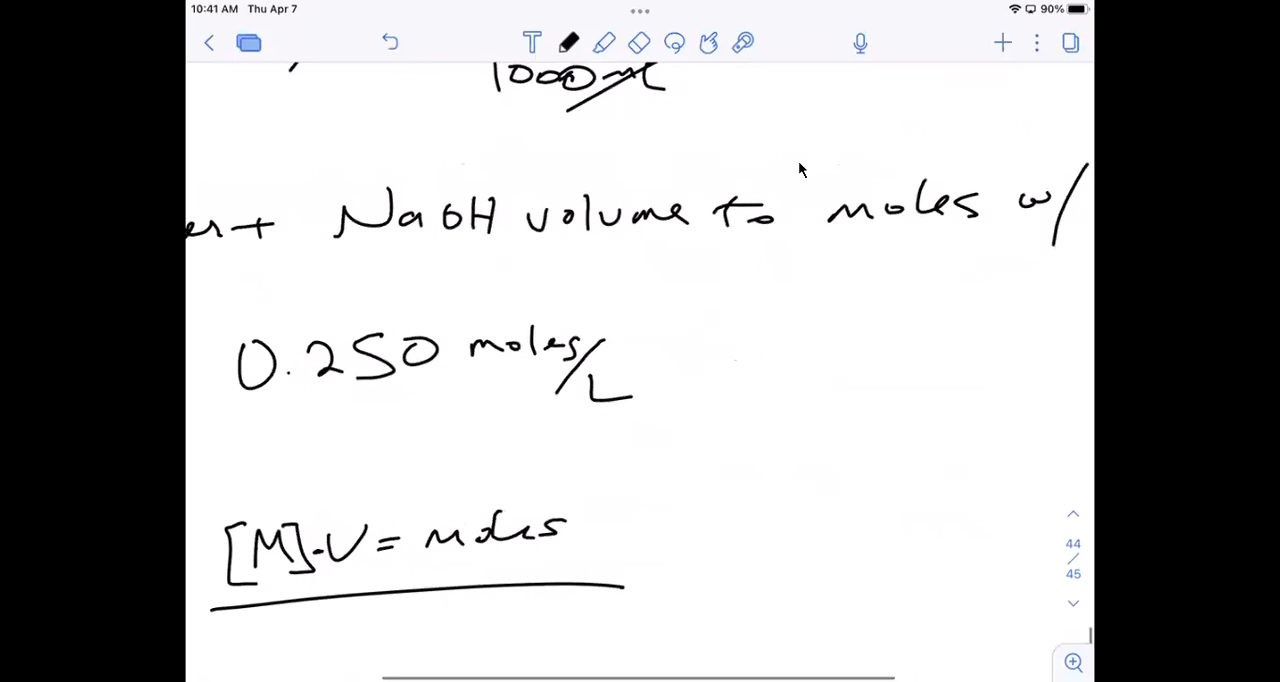 10:41 AM Thu Apr 7
90%
T
1000 mL
ert NaOH volume to moles w/
0.250 moles/L
[M]·V = moles
44
/
45